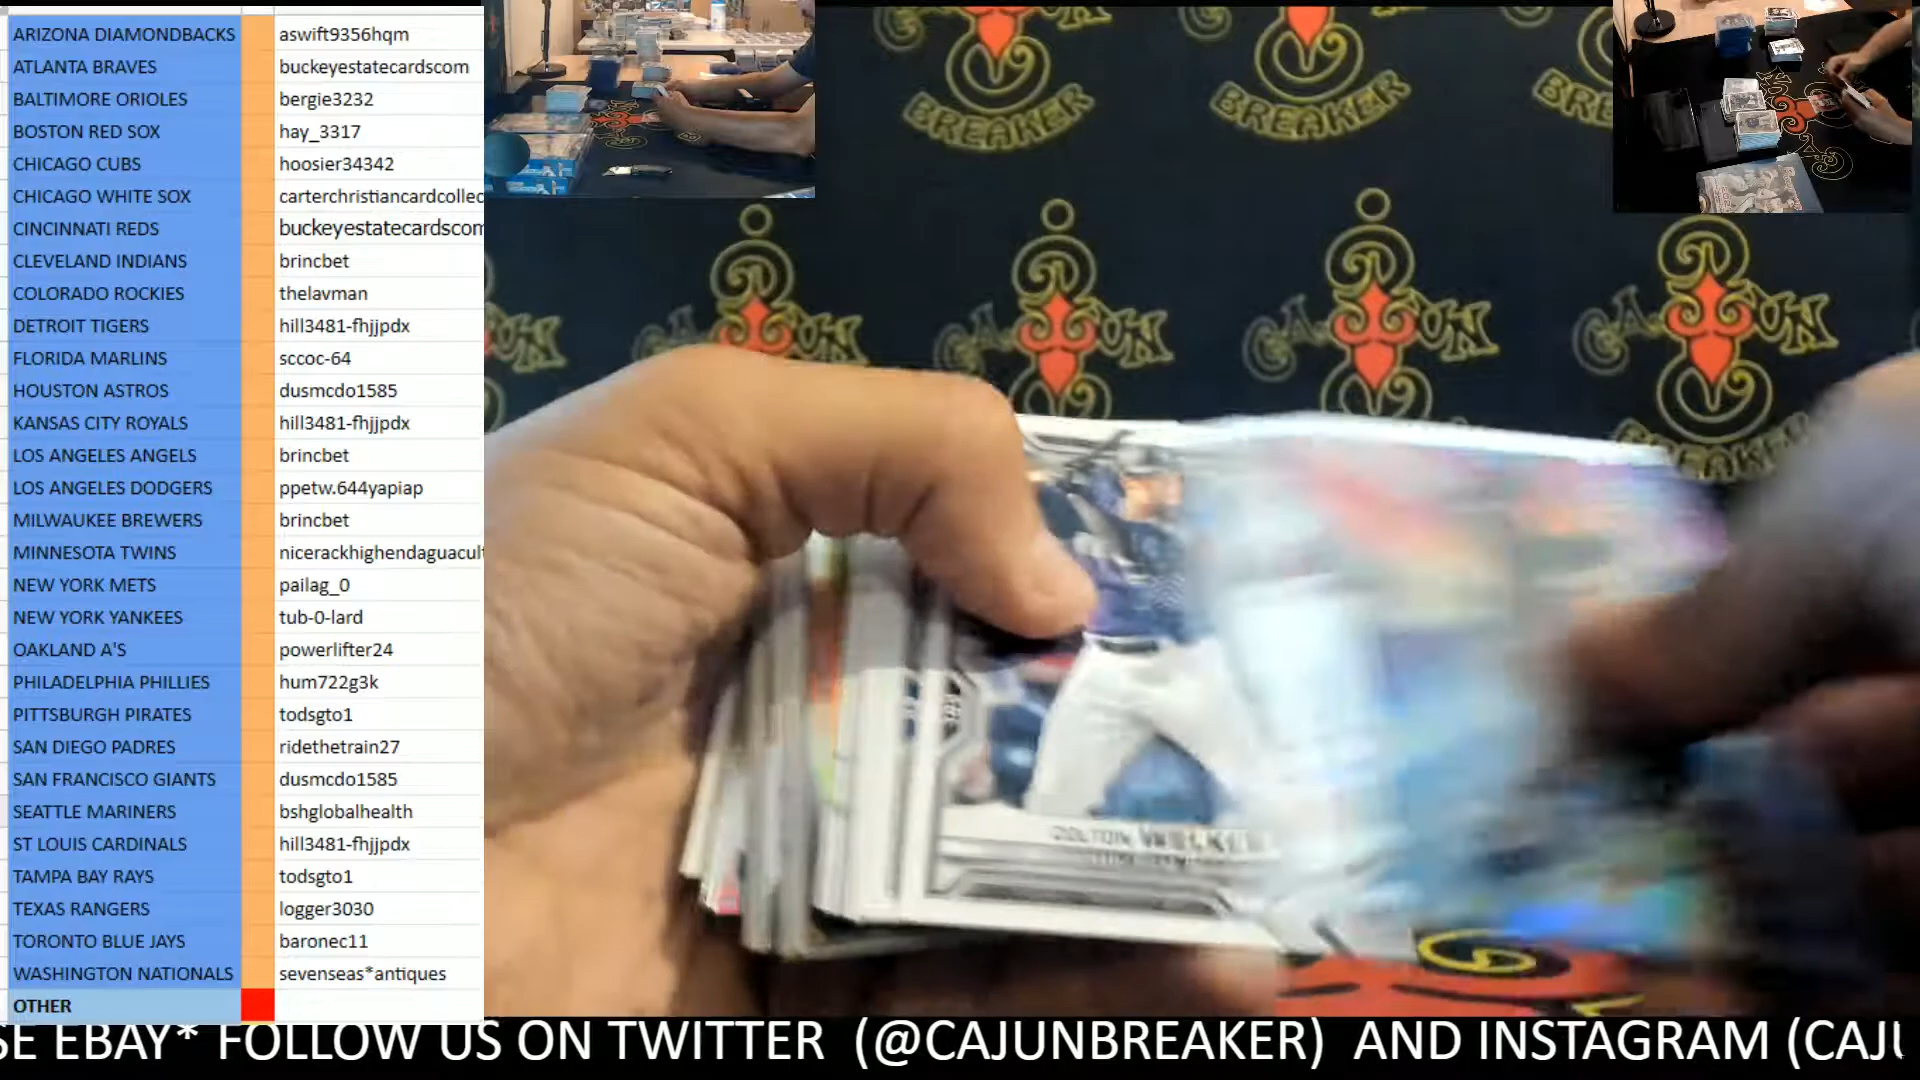 ARIZONA DIAMONDBACKS aswift9356hqm
ATLANTA BRAVES buckeyestatecardscom
BALTIMORE ORIOLES bergie3232
BOSTON RED SOX hay_3317
CHICAGO CUBS hoosier34342
CHICAGO WHITE SOX carterchristiancardcollec
CINCINNATI REDS buckeyestatecardscom
CLEVELAND INDIANS brincbet
COLORADO ROCKIES thelavman
DETROIT TIGERS hill3481-fhjjpdx
FLORIDA MARLINS sccoc-64
HOUSTON ASTROS dusmcdo1585
KANSAS CITY ROYALS hill3481-fhjjpdx
LOS ANGELES ANGELS brincbet
LOS ANGELES DODGERS ppetw.644yapiap
MILWAUKEE BREWERS brincbet
MINNESOTA TWINS nicerackhighendaguacult
NEW YORK METS pailag_0
NEW YORK YANKEES tub-0-lard
OAKLAND A'S powerlifter24
PHILADELPHIA PHILLIES hum722g3k
PITTSBURGH PIRATES todsgto1
SAN DIEGO PADRES ridethetrain27
SAN FRANCISCO GIANTS dusmcdo1585
SEATTLE MARINERS bshglobalhealth
ST LOUIS CARDINALS hill3481-fhjjpdx
TAMPA BAY RAYS todsgto1
TEXAS RANGERS logger3030
TORONTO BLUE JAYS baronec11
WASHINGTON NATIONALS sevenseas*antiques
OTHER
BREAKER
BREAKER
BRE
CAJUN
CAJUN
CAJUN
CAJUN
BREAKER
COLTON WELKER
SE EBAY* FOLLOW US ON TWITTER (@CAJUNBREAKER) AND INSTAGRAM (CAJU